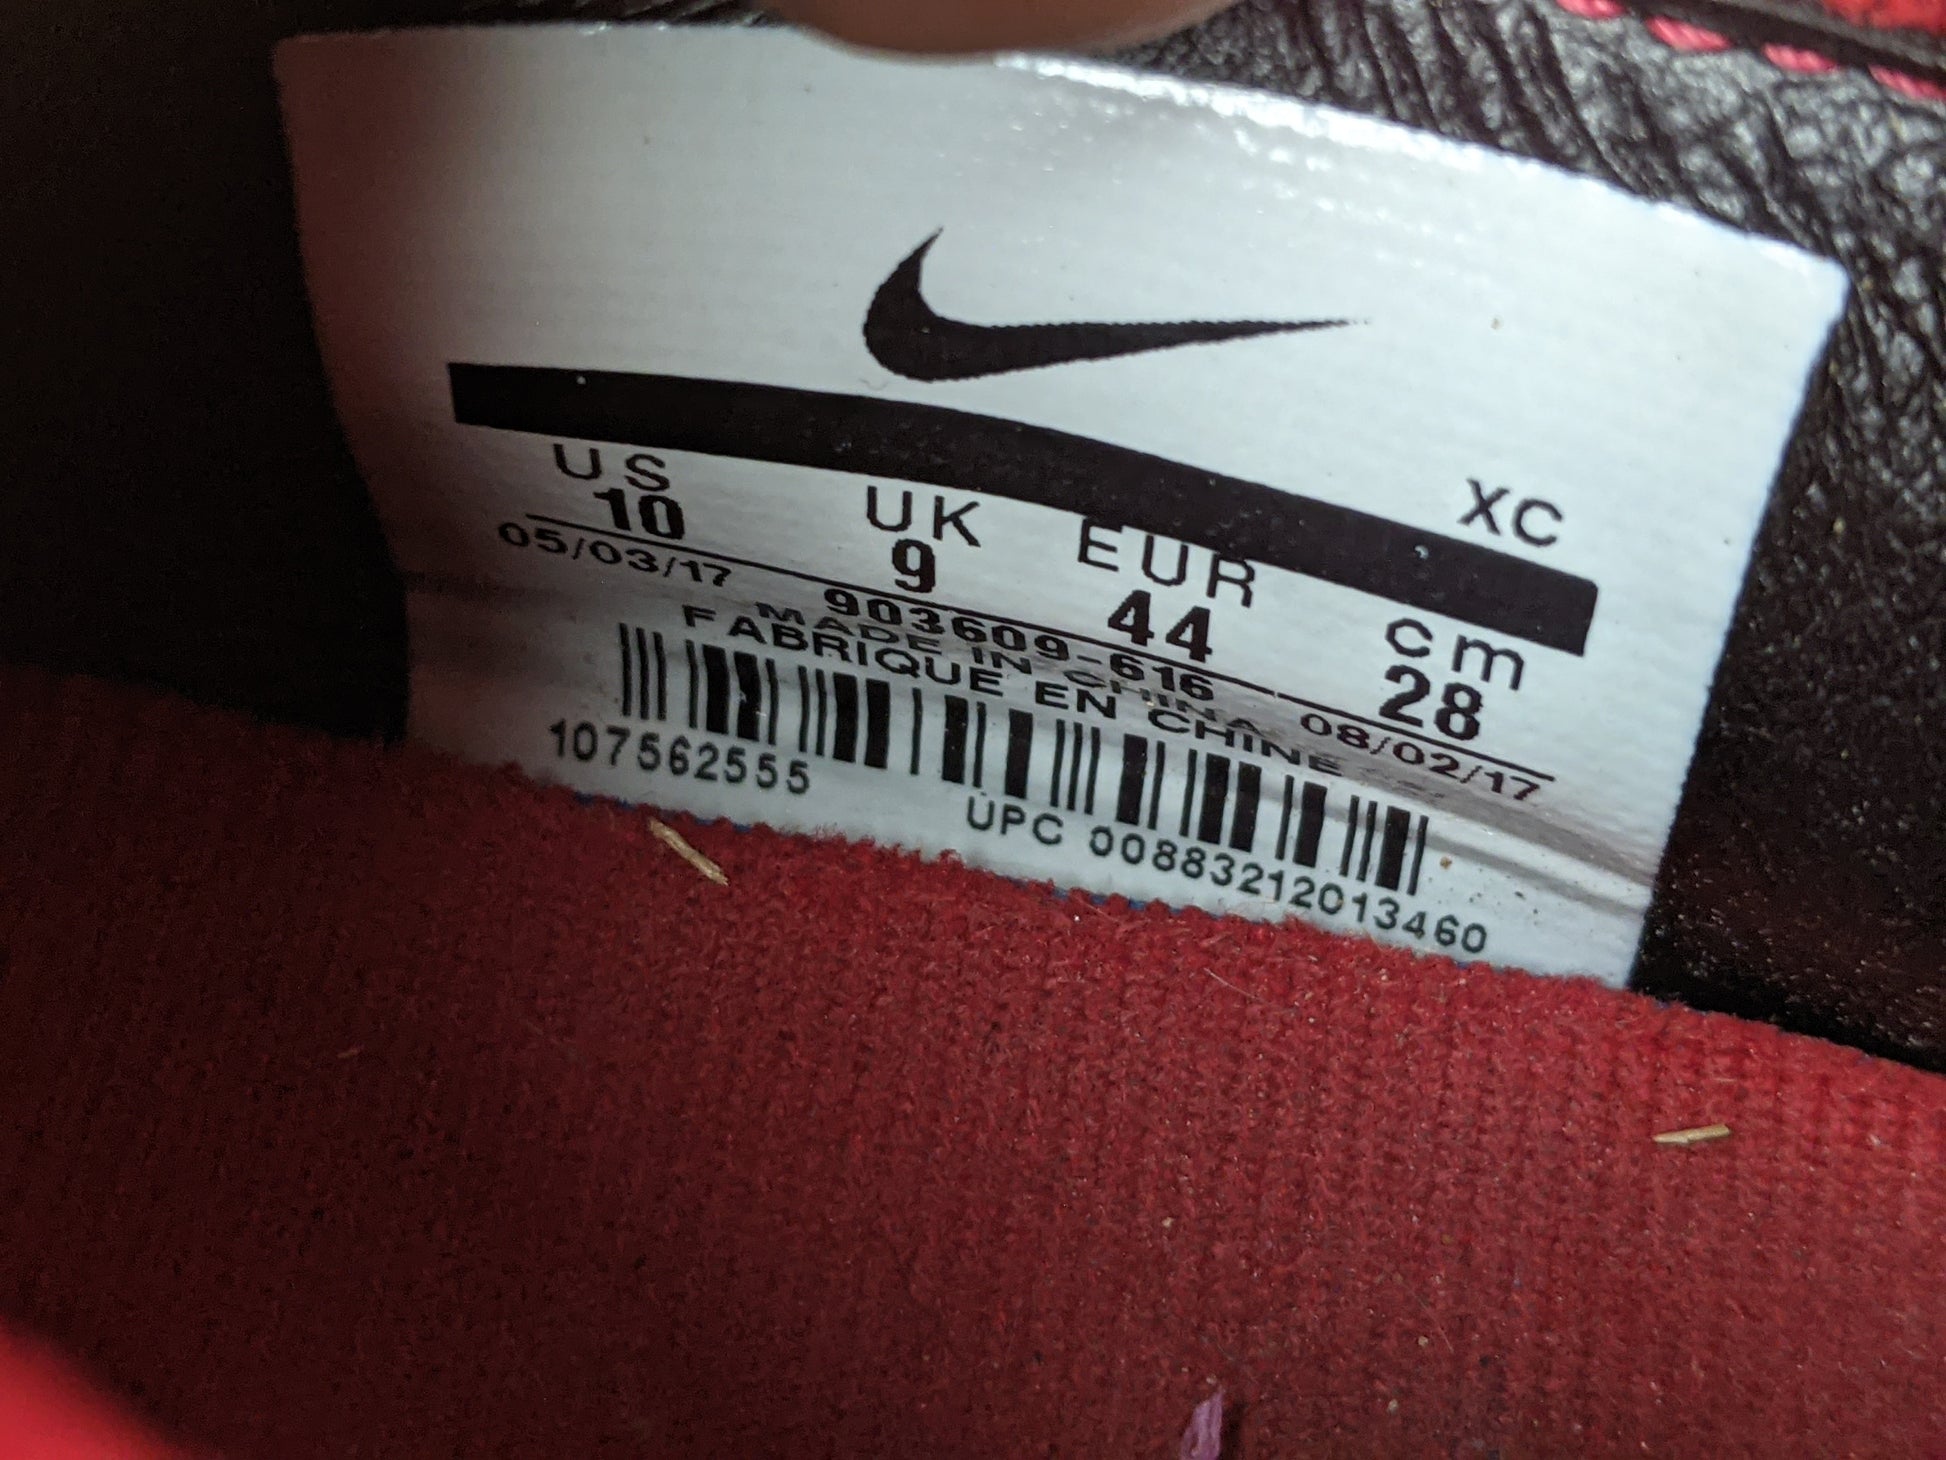 XC
US UK EUR cm
10 9 44 28
05/03/17 903609-616 08/02/17
MADE IN CHINA
FABRIQUE EN CHINE
107562555
UPC 00883212013460